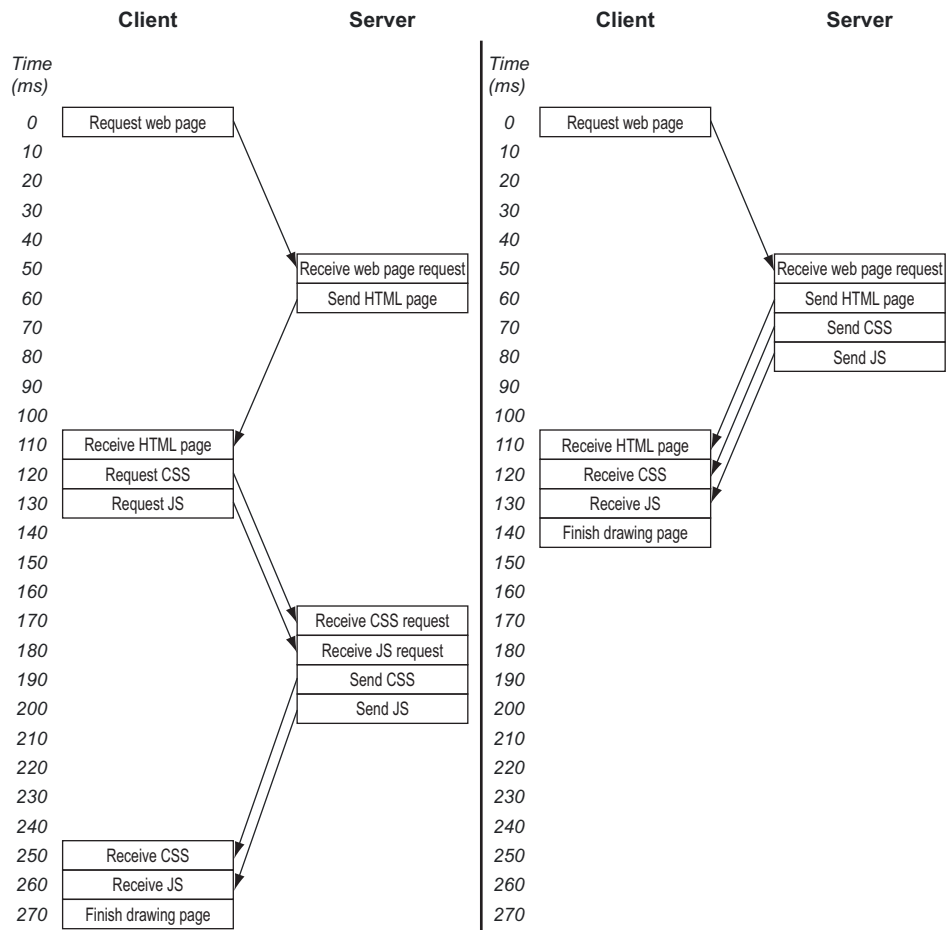 Client Server Client Server
Time Time
(ms) (ms)
0 Request web page 0 Request web page
10 10
20 20
30 30
40 40
50 Receive web page request 50 Receive web page request
60 Send HTML page 60 Send HTML page
70 70 Send CSS
80 80 Send JS
90 90
100 100
110 Receive HTML page 110 Receive HTML page
120 Request CSS 120 Receive CSS
130 Request JS 130 Receive JS
140 140 Finish drawing page
150 150
160 160
170 Receive CSS request 170
180 Receive JS request 180
190 Send CSS 190
200 Send JS 200
210 210
220 220
230 230
240 240
250 Receive CSS 250
260 Receive JS 260
270 Finish drawing page 270